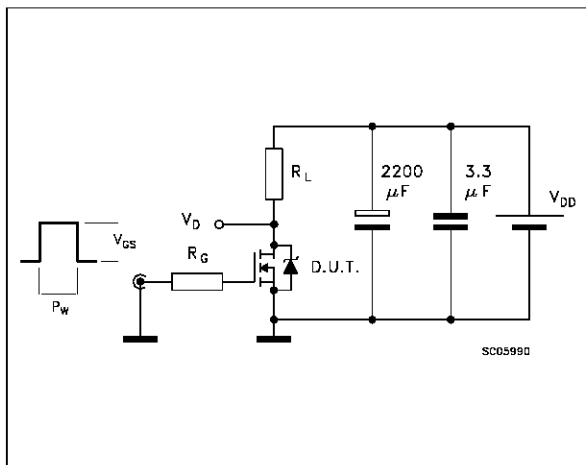 2200 3.3
μF μF
R_L
V_DD
V_D
V_GS
R_G
D.U.T.
P_W
SC05990